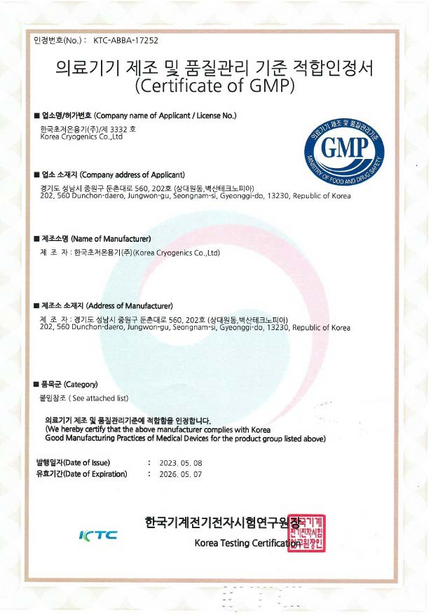 인정번호(No.) : KTC-ABBA-17252
의료기기 제조 및 품질관리 기준 적합인정서
(Certificate of GMP)
■ 업소명/허가번호 (Company name of Applicant / License No.)
한국초저온용기(주)/제 3332 호
Korea Cryogenics Co.,Ltd
의료기기 제조 및 품질관리기준
GMP
MINISTRY OF FOOD AND DRUG SAFETY
■ 업소 소재지 (Company address of Applicant)
경기도 성남시 중원구 둔촌대로 560, 202호 (상대원동,벽산테크노피아)
202, 560 Dunchon-daero, Jungwon-gu, Seongnam-si, Gyeonggi-do, 13230, Republic of Korea
■ 제조소명 (Name of Manufacturer)
제 조 자 : 한국초저온용기(주)(Korea Cryogenics Co.,Ltd)
■ 제조소 소재지 (Address of Manufacturer)
제 조 자 : 경기도 성남시 중원구 둔촌대로 560, 202호 (상대원동,벽산테크노피아)
202, 560 Dunchon-daero, Jungwon-gu, Seongnam-si, Gyeonggi-do, 13230, Republic of Korea
■ 품목군 (Category)
붙임참조 ( See attached list)
의료기기 제조 및 품질관리기준에 적합함을 인정합니다.
(We hereby certify that the above manufacturer complies with Korea
Good Manufacturing Practices of Medical Devices for the product group listed above)
발행일자(Date of Issue) : 2023. 05. 08
유효기간(Date of Expiration) : 2026. 05. 07
KTC
한국기계전기전자시험연구원장
Korea Testing Certification